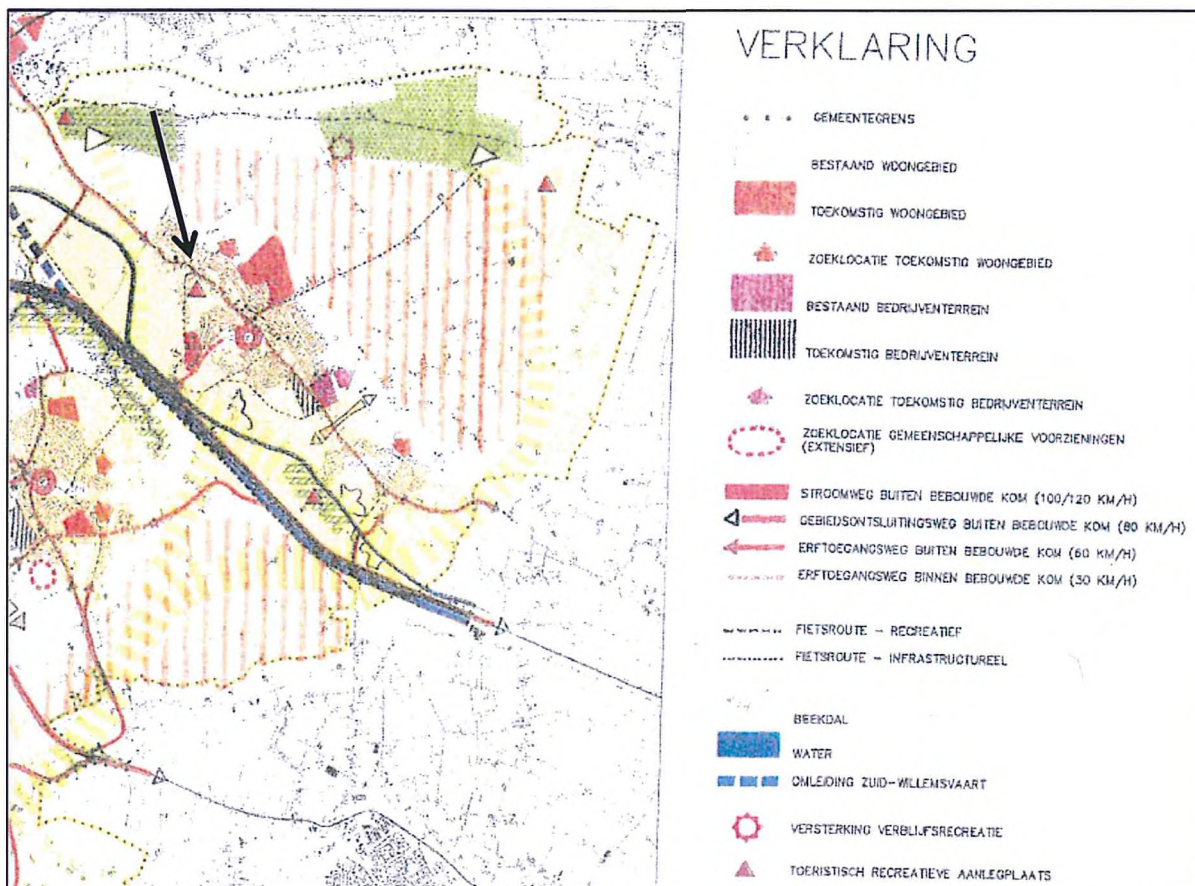 VERKLARING
GEMEENTEGRENS
BESTAAND WOONGEBIED
TOEKOMSTIG WOONGEBIED
ZOEKLOCATIE TOEKOMSTIG WOONGEBIED
BESTAAND BEDRIJVENTERREIN
TOEKOMSTIG BEDRIJVENTERREIN
ZOEKLOCATIE TOEKOMSTIG BEDRIJVENTERREIN
ZOEKLOCATIE GEMEENSCHAPPELIJKE VOORZIENINGEN
(EXTENSIEF)
STROOMWEG BUITEN BEBOUWDE KOM (100/120 KM/H)
GEBIEDSONTSLUITINGSWEG BUITEN BEBOUWDE KOM (80 KM/H)
ERFTOEGANGSWEG BUITEN BEBOUWDE KOM (60 KM/H)
ERFTOEGANGSWEG BINNEN BEBOUWDE KOM (30 KM/H)
FIETSROUTE - RECREATIEF
FIETSROUTE - INFRASTRUCTUREEL
BEEKDAL
WATER
OMLEIDING ZUID-WILLEMSVAART
VERSTERKING VERBLIJFSRECREATIE
TOERISTISCH RECREATIEVE AANLEGPLAATS